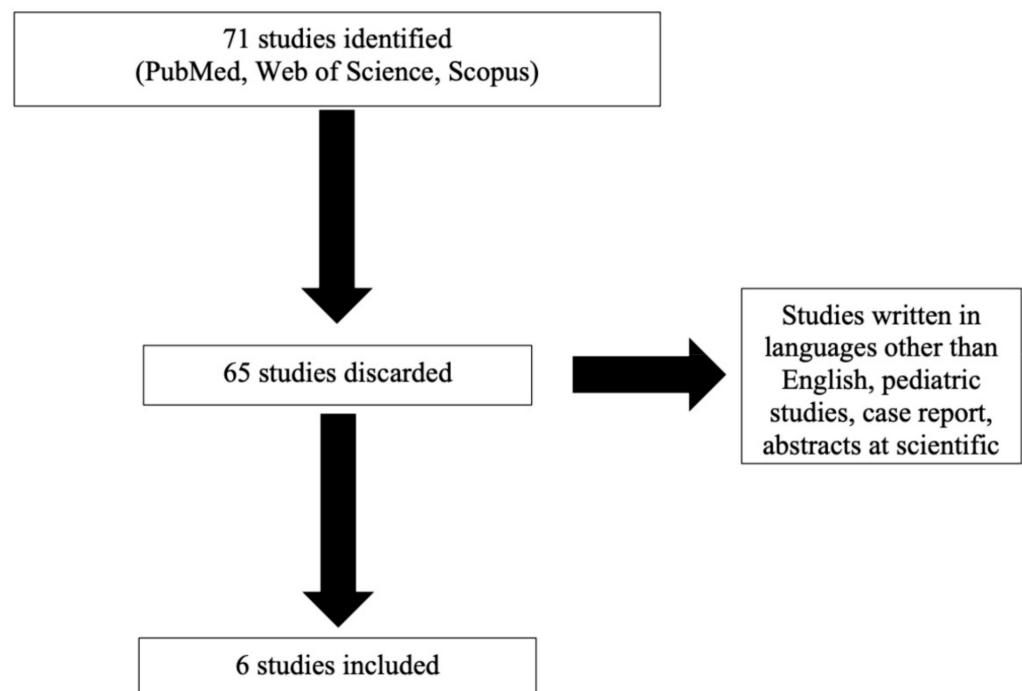 71 studies identified
(PubMed, Web of Science, Scopus)
65 studies discarded
Studies written in
languages other than
English, pediatric
studies, case report,
abstracts at scientific
6 studies included